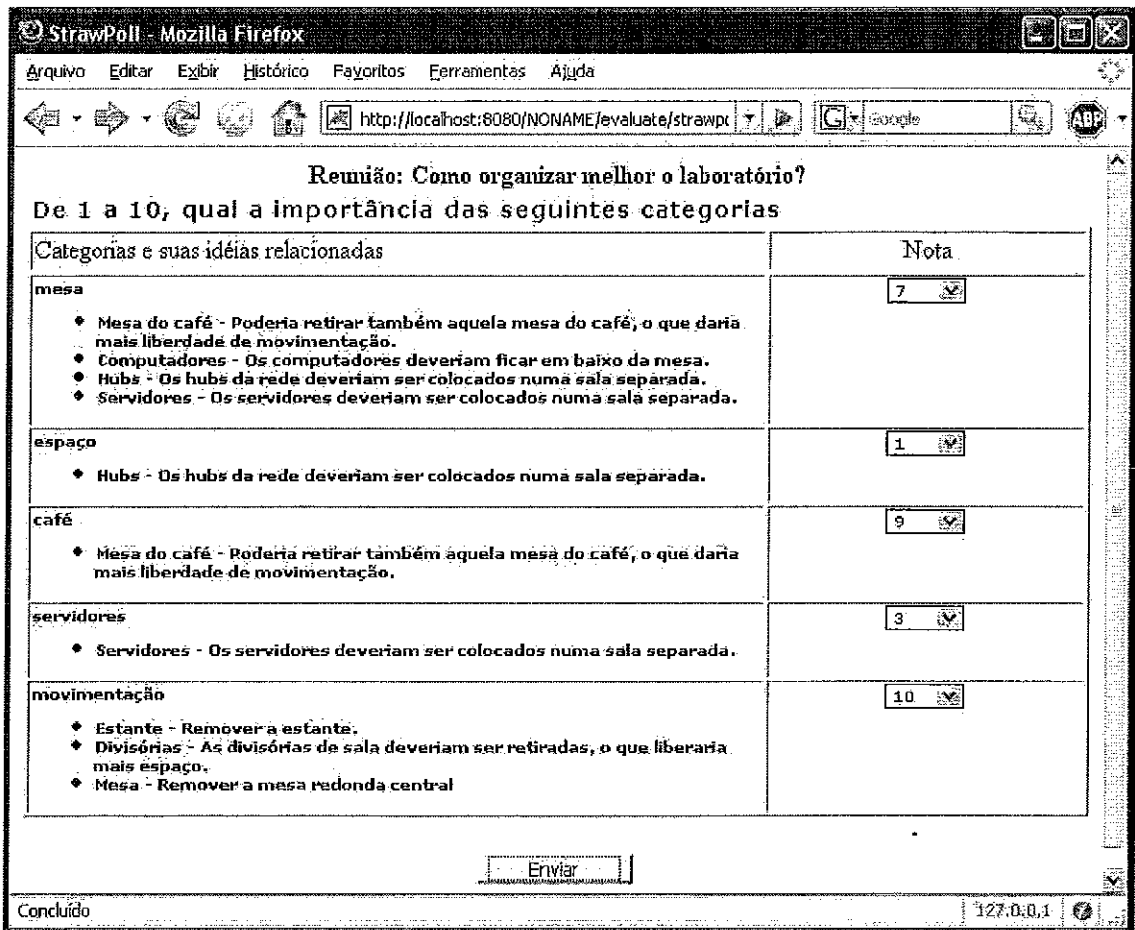 StrawPoll - Mozilla Firefox
Arquivo Editar Exibir Histórico Favoritos Ferramentas Ajuda
http://localhost:8080/NONAME/evaluate/strawpo G Google ABP
Reunião: Como organizar melhor o laboratório?
De 1 a 10, qual a importância das seguintes categorias
Categorias e suas idéias relacionadas Nota
mesa 7
Mesa do café - Poderia retirar também aquela mesa do café, o que daria
mais liberdade de movimentação.
Computadores - Os computadores deveriam ficar em baixo da mesa.
Hubs - Os hubs da rede deveriam ser colocados numa sala separada.
Servidores - Os servidores deveriam ser colocados numa sala separada.
espaço 1
Hubs - Os hubs da rede deveriam ser colocados numa sala separada.
café 9
Mesa do café - Poderia retirar também aquela mesa do café, o que daria
mais liberdade de movimentação.
servidores 3
Servidores - Os servidores deveriam ser colocados numa sala separada.
movimentação 10
Estante - Remover a estante.
Divisórias - As divisórias de sala deveriam ser retiradas, o que liberaria
mais espaço.
Mesa - Remover a mesa redonda central
Enviar
Concluído 127.0.0.1